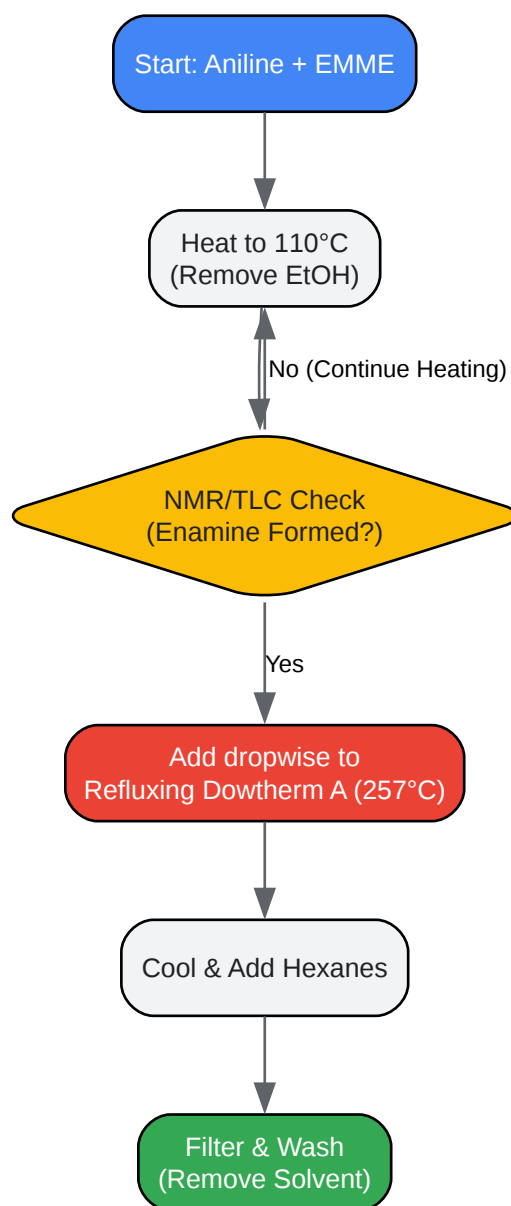 Start: Aniline + EMME
Heat to 110°C
(Remove EtOH)
No (Continue Heating)
NMR/TLC Check
(Enamine Formed?)
Yes
Add dropwise to
Refluxing Dowtherm A (257°C)
Cool & Add Hexanes
Filter & Wash
(Remove Solvent)